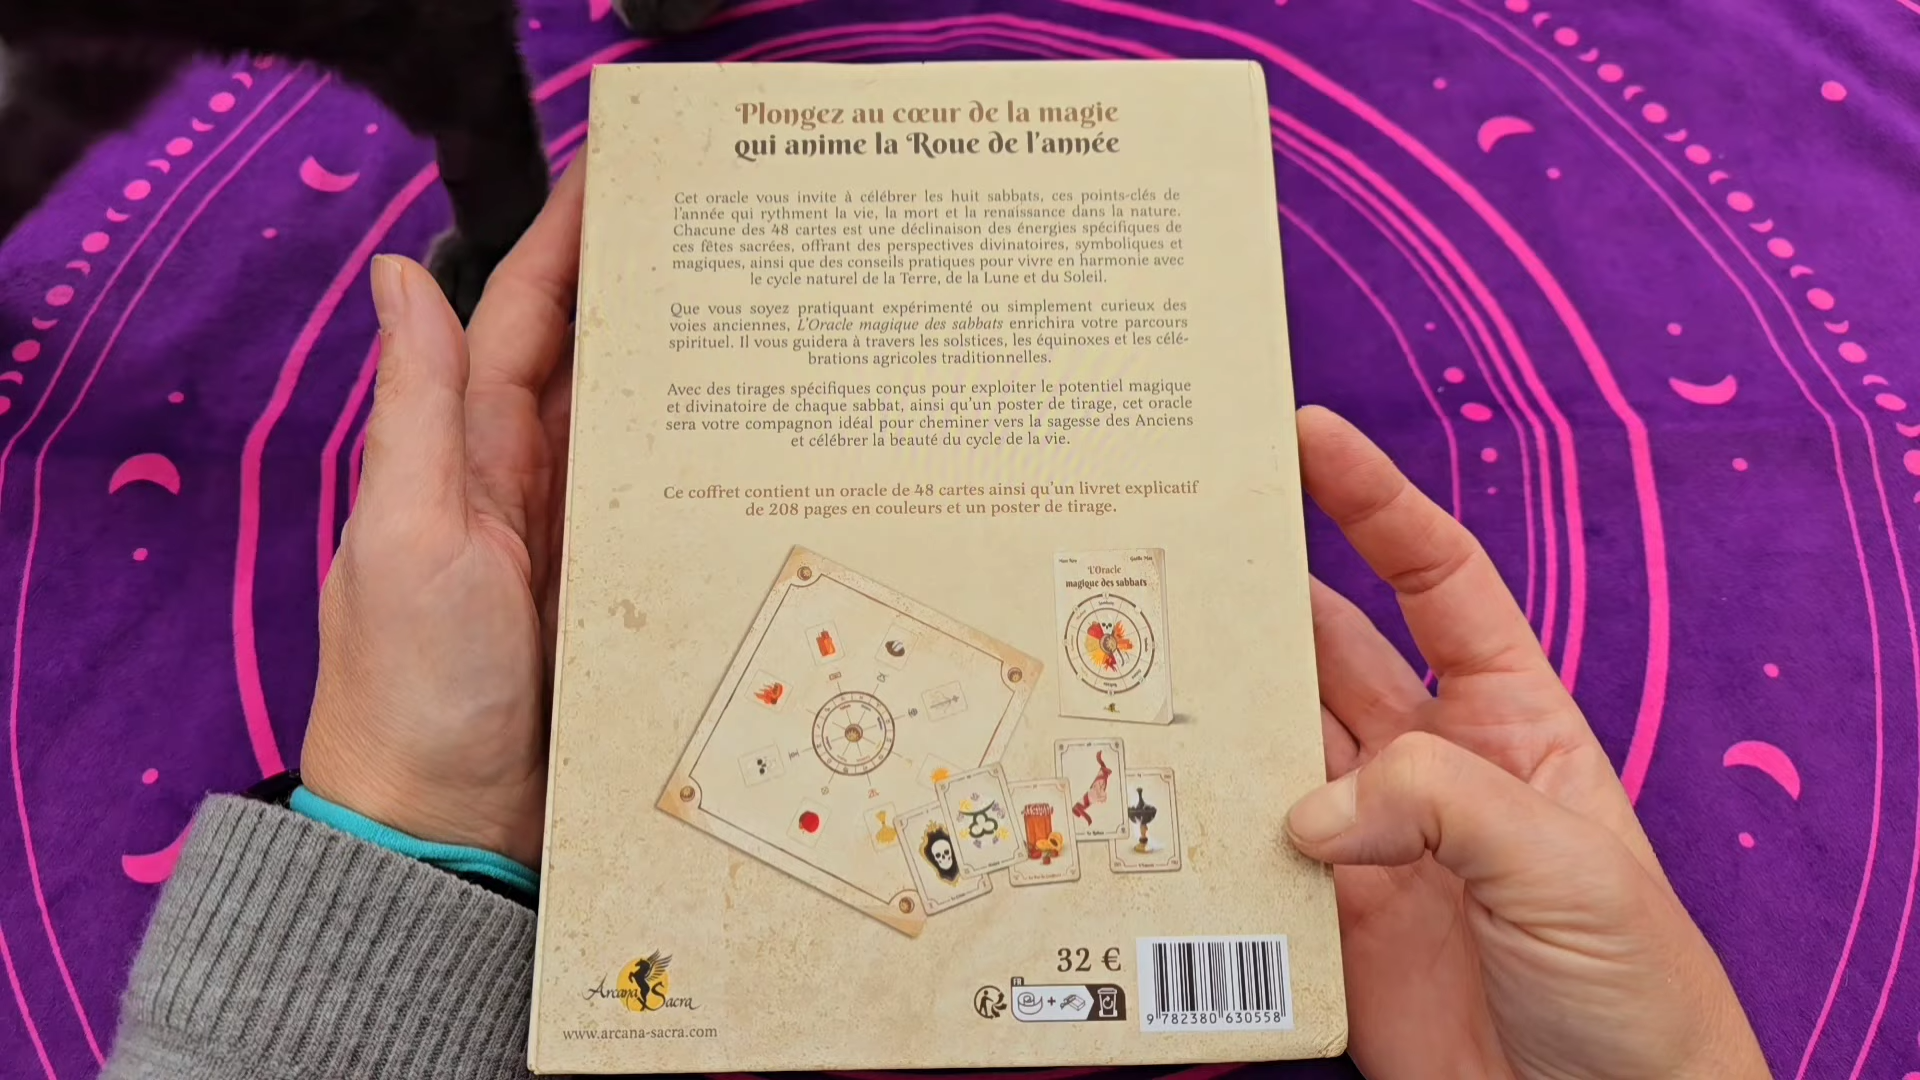 Plongez au cœur de la magie
qui anime la Roue de l'année
Cet oracle vous invite à célébrer les huit sabbats, ces points-clés de
l'année qui rythment la vie, la mort et la renaissance dans la nature.
Chacune des 48 cartes est une déclinaison des énergies spécifiques de
ces fêtes sacrées, offrant des perspectives divinatoires, symboliques et
magiques, ainsi que des conseils pratiques pour vivre en harmonie avec
le cycle naturel de la Terre, de la Lune et du Soleil.
Que vous soyez pratiquant expérimenté ou simplement curieux des
voies anciennes, L'Oracle magique des sabbats enrichira votre parcours
spirituel. Il vous guidera à travers les solstices, les équinoxes et les célé-
brations agricoles traditionnelles.
Avec des tirages spécifiques conçus pour exploiter le potentiel magique
et divinatoire de chaque sabbat, ainsi qu'un poster de tirage, cet oracle
sera votre compagnon idéal pour cheminer vers la sagesse des Anciens
et célébrer la beauté du cycle de la vie.
Ce coffret contient un oracle de 48 cartes ainsi qu'un livret explicatif
de 208 pages en couleurs et un poster de tirage.
L'Oracle
magique des sabbats
Arcana Sacra
www.arcana-sacra.com
32 €
FR
9 782380 630558